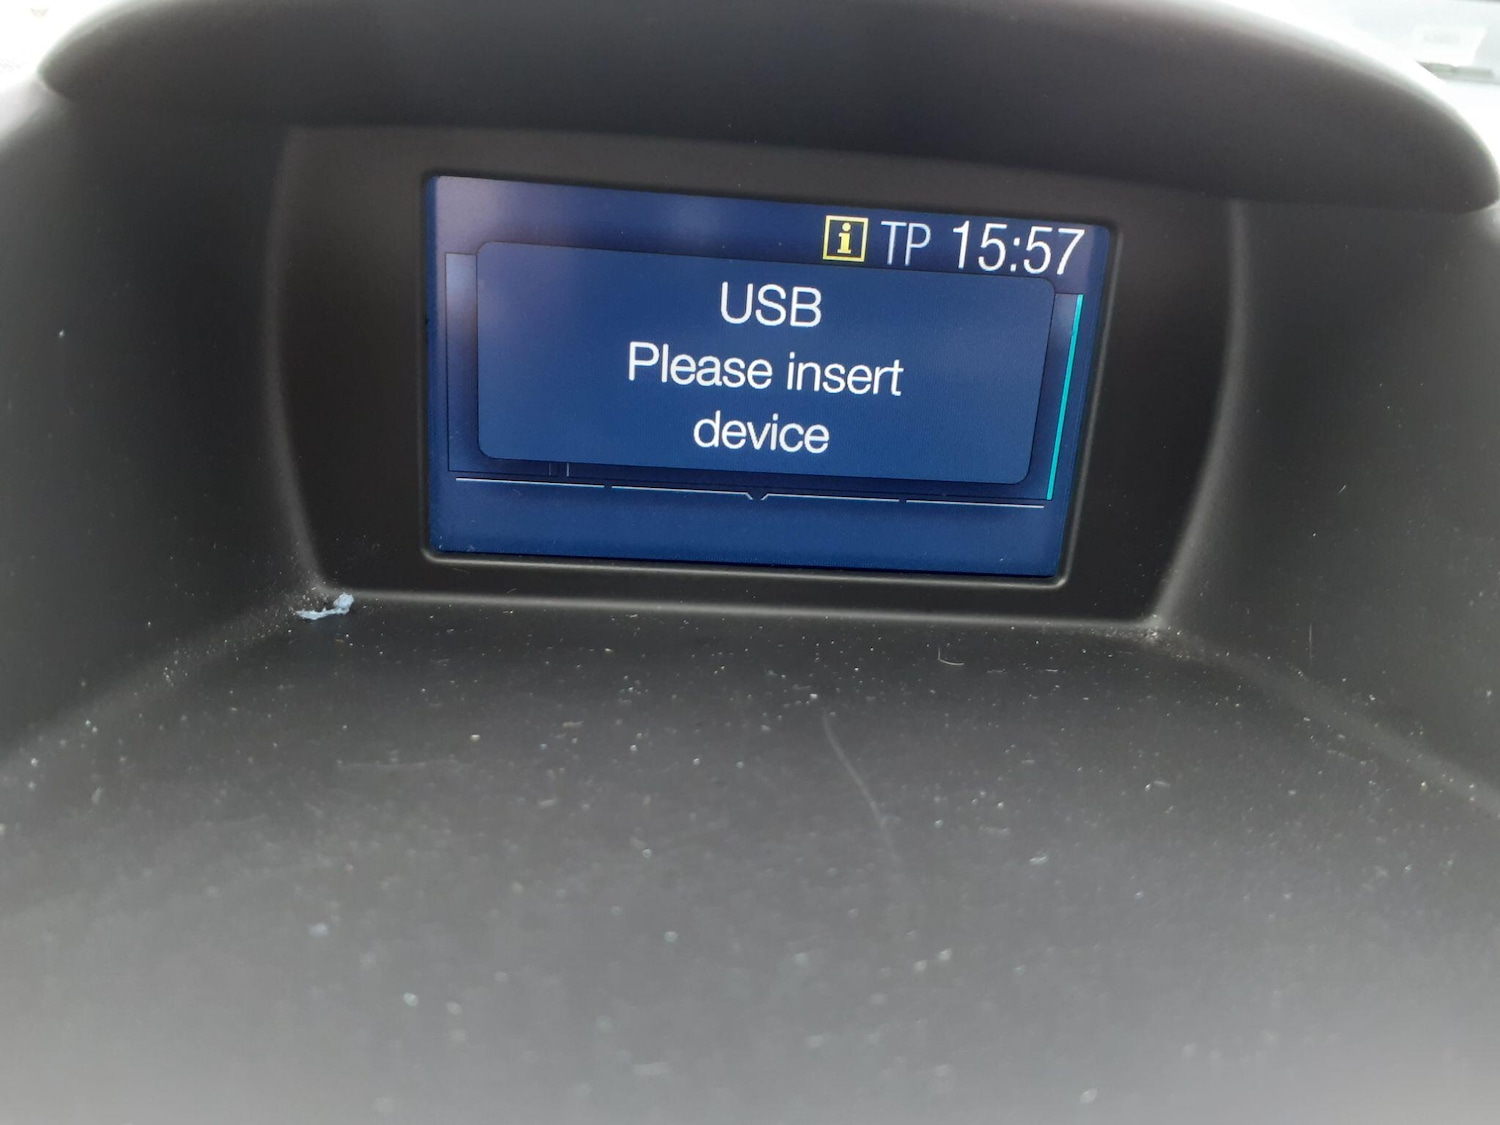 i TP 15:57
USB
Please insert
device